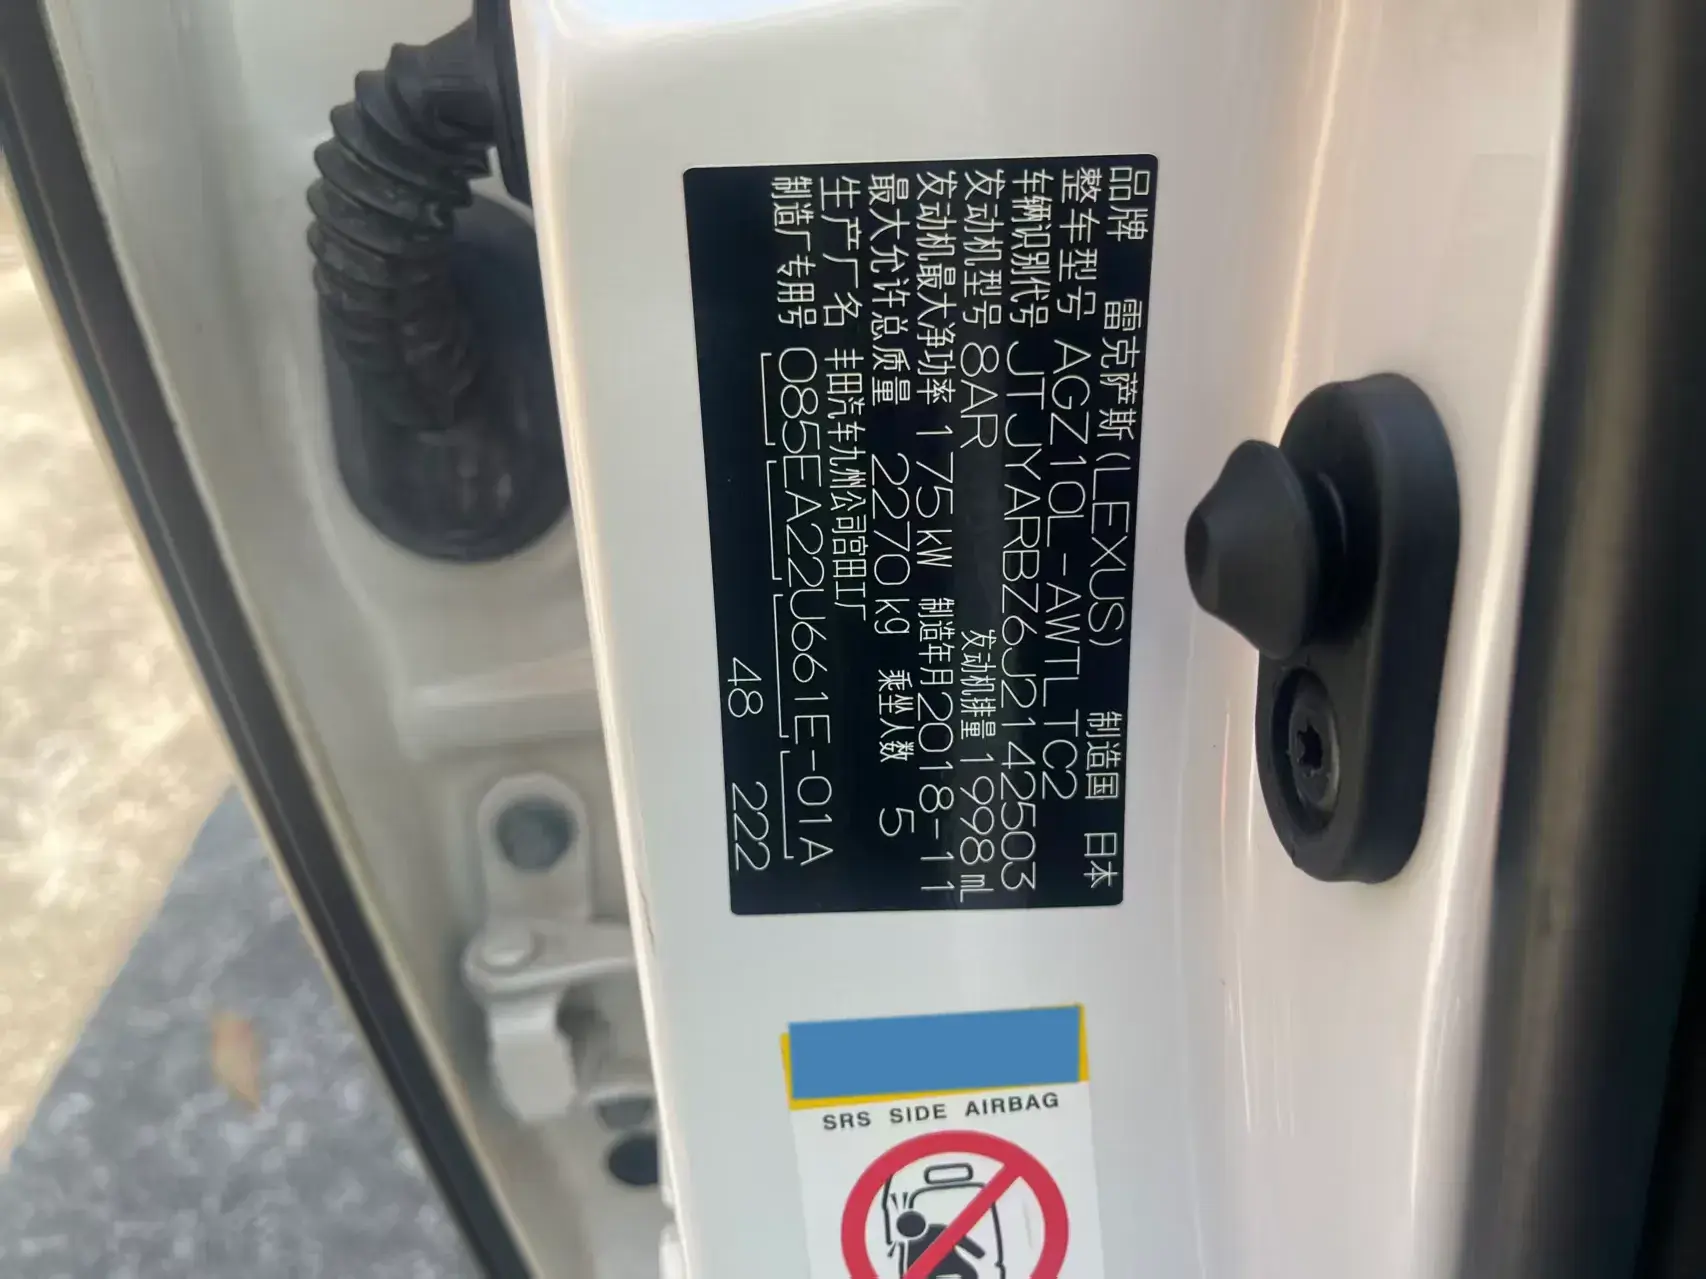 品牌 雷克萨斯(LEXUS) 制造国 日本
整车型号 AGZ10L-AWTLTC2
车辆识别代号 JTJYARBZ6J2142503
发动机型号 8AR 发动机排量 1998mL
发动机最大净功率 175kW 制造年月 2018-11
最大允许总质量 2270kg 乘坐人数 5
生产厂名 丰田汽车九州公司宫田工厂
制造厂专用号 085EA22U661E-01A
48 222
SRS SIDE AIRBAG